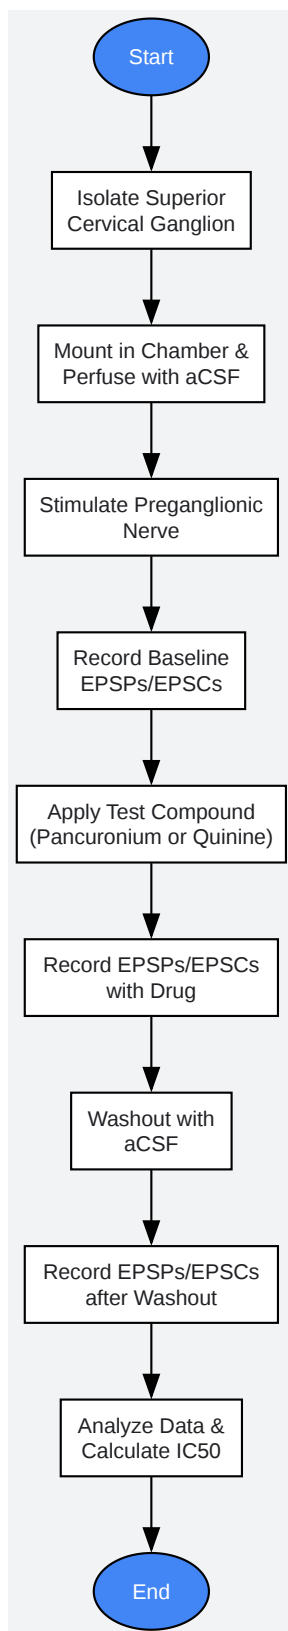 Start
Isolate Superior
Cervical Ganglion
Mount in Chamber &
Perfuse with aCSF
Stimulate Preganglionic
Nerve
Record Baseline
EPSPs/EPSCs
Apply Test Compound
(Pancuronium or Quinine)
Record EPSPs/EPSCs
with Drug
Washout with
aCSF
Record EPSPs/EPSCs
after Washout
Analyze Data &
Calculate IC50
End